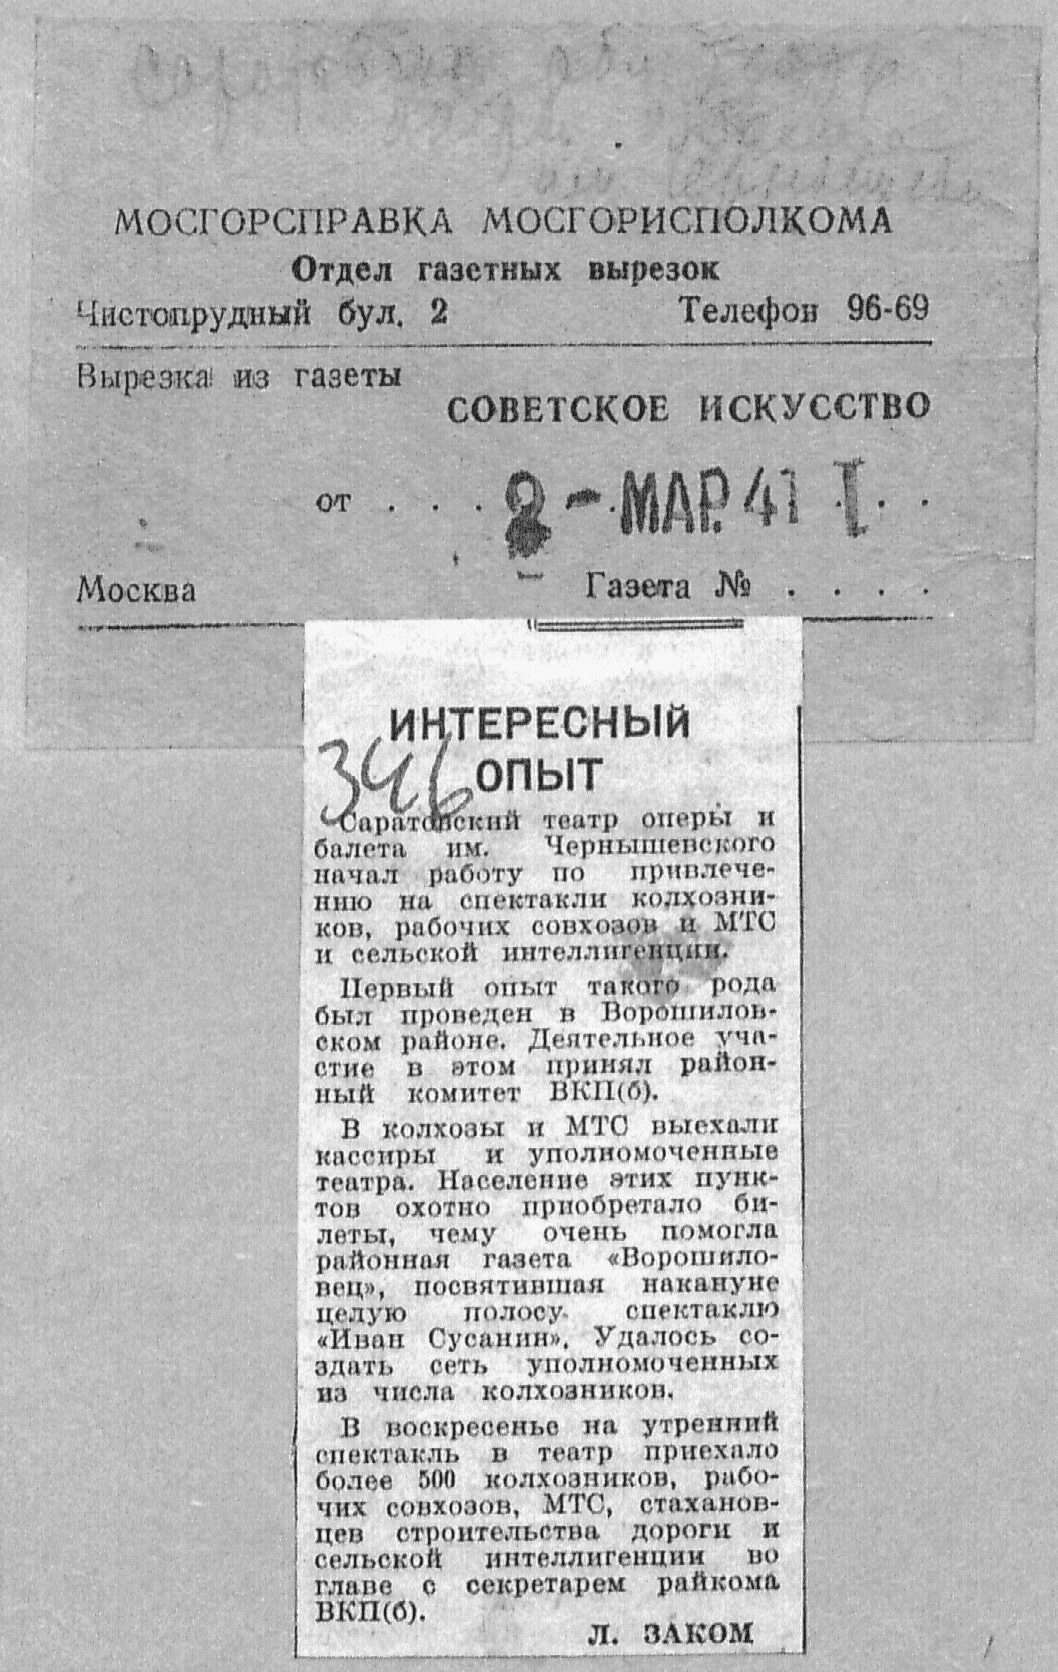 МОСГОРСПРАВКА МОСГОРИСПОЛКОМА
Отдел газетных вырезок
Чистопрудный бул. 2 Телефон 96-69
Вырезка из газеты
СОВЕТСКОЕ ИСКУССТВО
от . . . 2 - МАР. 41 . .
Москва Газета № . . . .
ИНТЕРЕСНЫЙ
346 ОПЫТ
Саратовский театр оперы и
балета им. Чернышевского
начал работу по привлече-
нию на спектакли колхозни-
ков, рабочих совхозов и МТС
и сельской интеллигенции.
Первый опыт такого рода
был проведен в Ворошилов-
ском районе. Деятельное уча-
стие в этом принял район-
ный комитет ВКП(б).
В колхозы и МТС выехали
кассиры и уполномоченные
театра. Население этих пунк-
тов охотно приобретало би-
леты, чему очень помогла
районная газета «Ворошило-
вец», посвятившая накануне
целую полосу спектаклю
«Иван Сусанин». Удалось со-
здать сеть уполномоченных
из числа колхозников.
В воскресенье на утренний
спектакль в театр приехало
более 500 колхозников, рабо-
чих совхозов, МТС, стаханов-
цев строительства дороги и
сельской интеллигенции во
главе с секретарем райкома
ВКП(б).
Л. ЗАКОМ